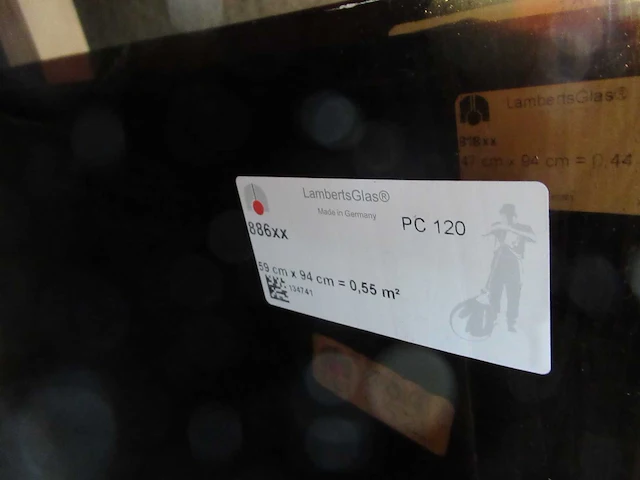 LambertsGlas®
818xx
47 cm x 94 cm = 0,44
LambertsGlas®
Made in Germany
886xx
PC 120
59 cm x 94 cm = 0,55 m²
134741